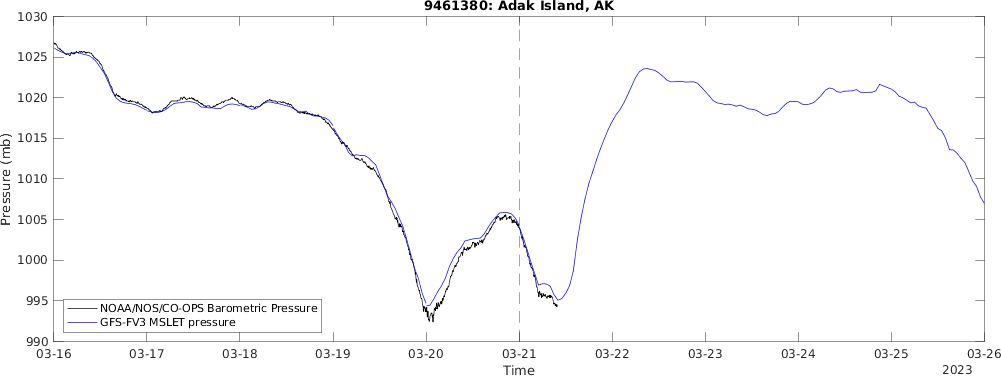 9461380: Adak Island, AK
Pressure (mb)
1030
1025
1020
1015
1010
1005
1000
995
990
NOAA/NOS/CO-OPS Barometric Pressure
GFS-FV3 MSLET pressure
03-16 03-17 03-18 03-19 03-20 03-21 03-22 03-23 03-24 03-25 03-26
Time
2023